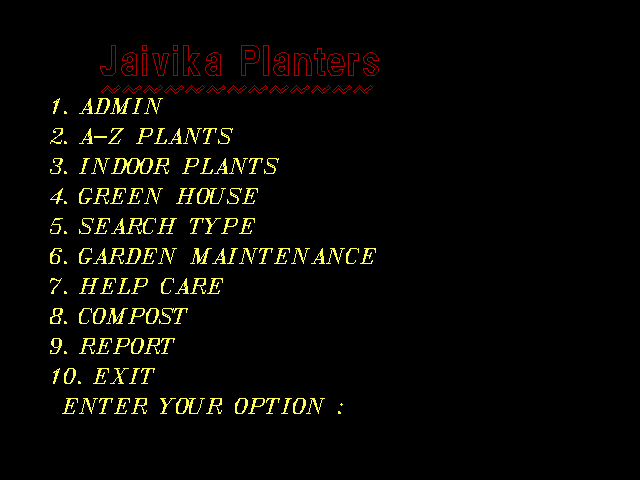 Jaivika Planters
1. ADMIN
2. A-Z PLANTS
3. INDOOR PLANTS
4. GREEN HOUSE
5. SEARCH TYPE
6. GARDEN MAINTENANCE
7. HELP CARE
8. COMPOST
9. REPORT
10. EXIT
ENTER YOUR OPTION :